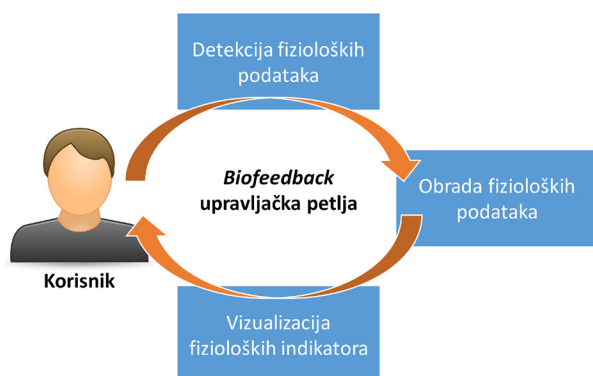 Detekcija fizioloških
podataka
Biofeedback
upravljačka petlja
Obrada fizioloških
podataka
Korisnik
Vizualizacija
fizioloških indikatora